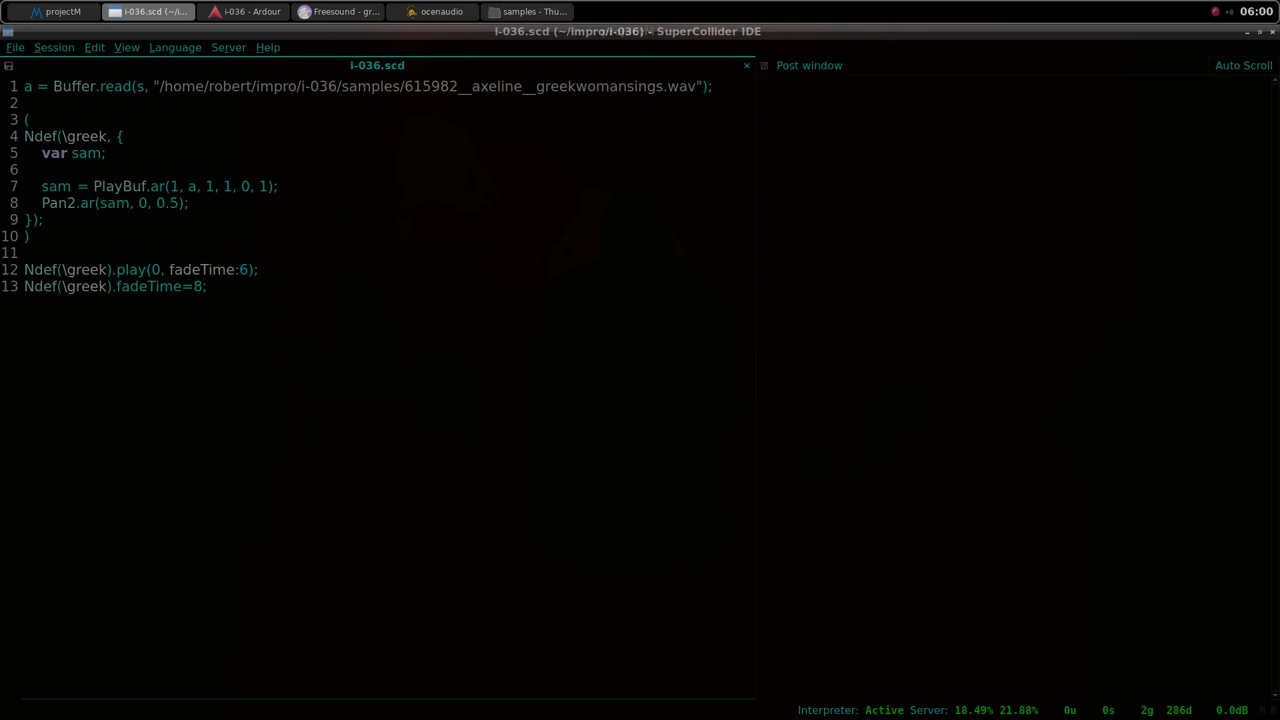 projectM
i-036.scd (~/i...
i-036 - Ardour
Freesound - gr...
ocenaudio
samples - Thu...
06:00
i-036.scd (~/impro/i-036) - SuperCollider IDE
File Session Edit View Language Server Help
i-036.scd
Post window
Auto Scroll
1 a = Buffer.read(s, "/home/robert/impro/i-036/samples/615982__axeline__greekwomansings.wav");
2
3 (
4 Ndef(\greek, {
5 var sam;
6
7 sam = PlayBuf.ar(1, a, 1, 1, 0, 1);
8 Pan2.ar(sam, 0, 0.5);
9 });
10 )
11
12 Ndef(\greek).play(0, fadeTime:6);
13 Ndef(\greek).fadeTime=8;
Interpreter: Active Server: 18.49% 21.88% 0u 0s 2g 286d 0.0dB